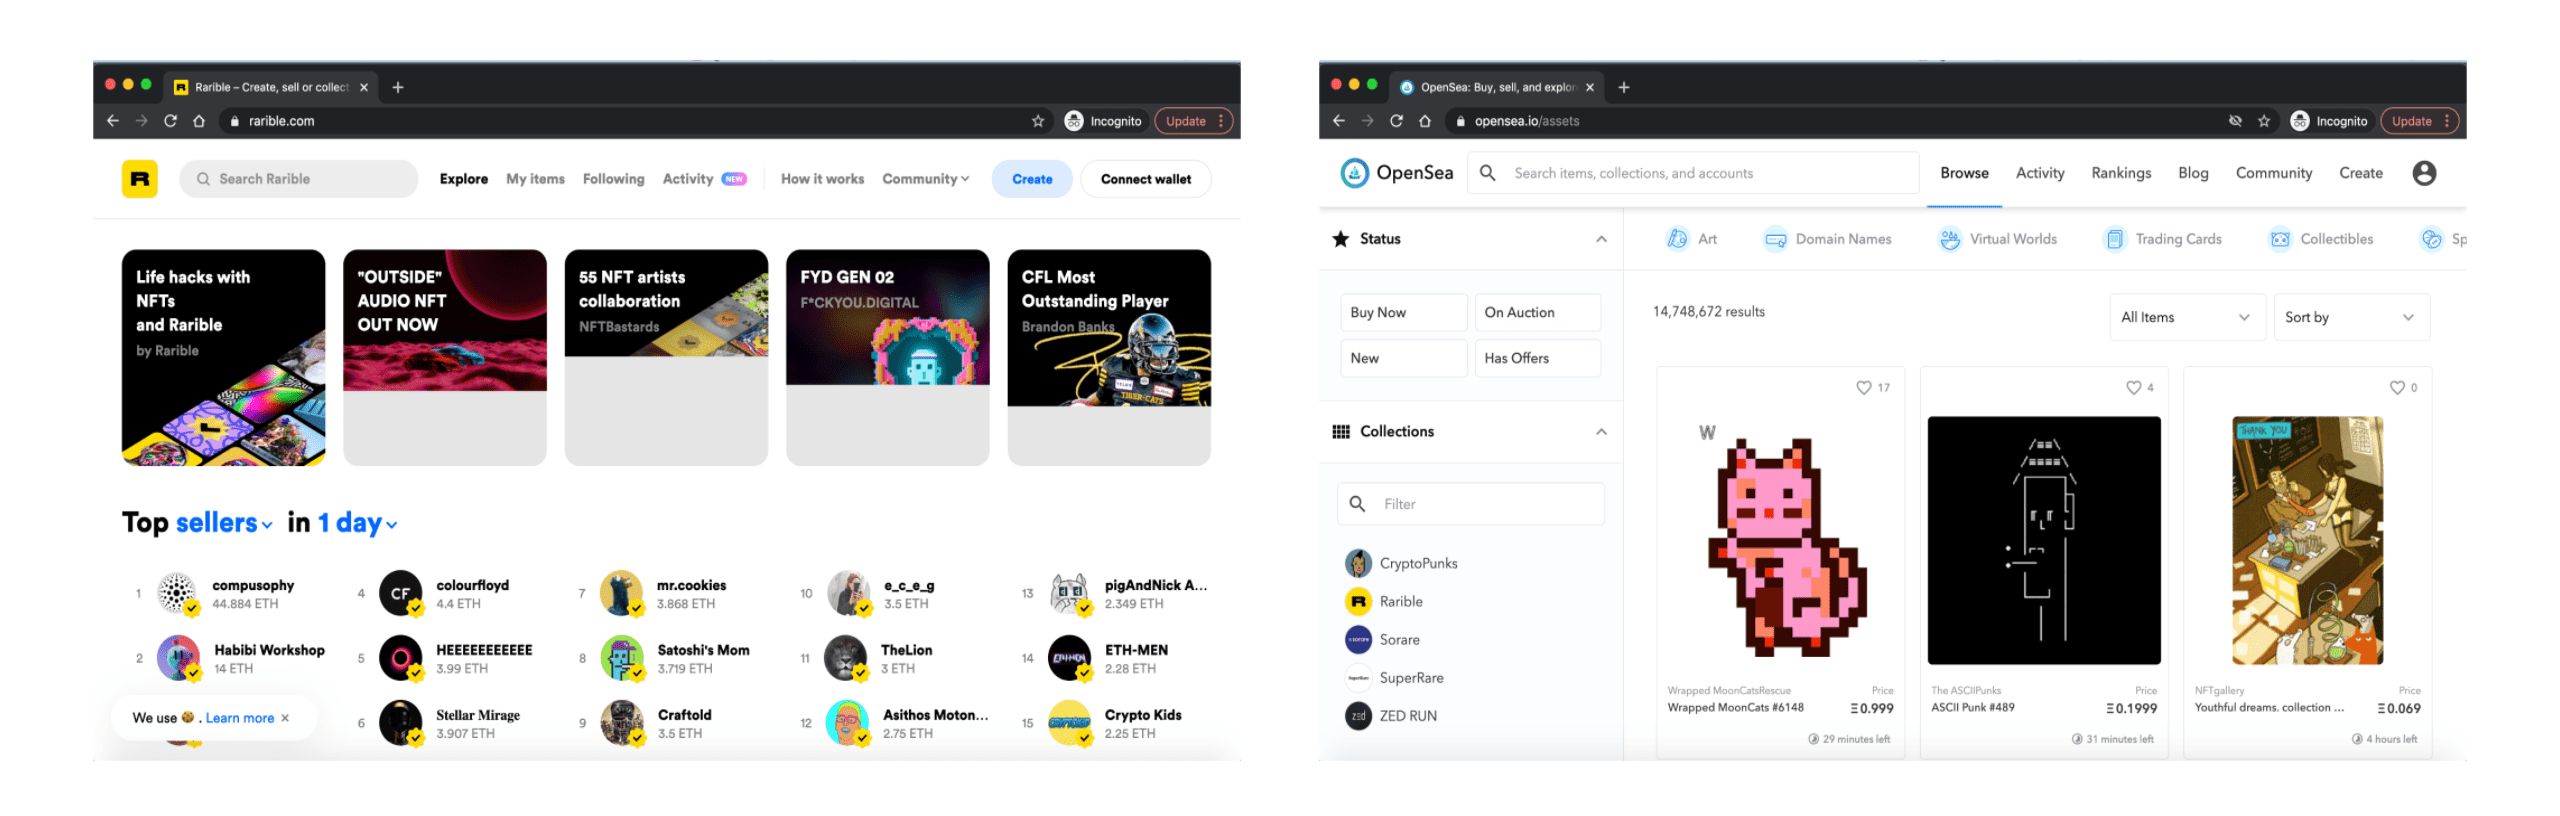 Rarible – Create, sell or collect
rarible.com
Incognito
Update
R
Search Rarible
Explore
My items
Following
Activity
NEW
How it works
Community
Create
Connect wallet
Life hacks with
NFTs
and Rarible
by Rarible
"OUTSIDE"
AUDIO NFT
OUT NOW
55 NFT artists
collaboration
NFTBastards
FYD GEN 02
F*CKYOU.DIGITAL
CFL Most
Outstanding Player
Brandon Banks
TIGER-CATS
Top sellers in 1 day
1
compusophy
44.884 ETH
2
Habibi Workshop
14 ETH
We use 🍪 . Learn more ×
4
CF
colourfloyd
4.4 ETH
5
HEEEEEEEEEEE
3.99 ETH
6
Stellar Mirage
3.907 ETH
7
mr.cookies
3.868 ETH
8
Satoshi's Mom
3.719 ETH
9
Craftold
3.5 ETH
10
e_c_e_g
3.5 ETH
11
TheLion
3 ETH
12
Asithos Moton...
2.75 ETH
13
pigAndNick A...
2.349 ETH
14
ETH-MEN
2.28 ETH
15
Crypto Kids
2.25 ETH
OpenSea: Buy, sell, and explor
opensea.io/assets
Incognito
Update
OpenSea
Search items, collections, and accounts
Browse
Activity
Rankings
Blog
Community
Create
Status
Buy Now
On Auction
New
Has Offers
Collections
Filter
CryptoPunks
Rarible
Sorare
SuperRare
zed
ZED RUN
Art
Domain Names
Virtual Worlds
Trading Cards
Collectibles
Sp
14,748,672 results
All Items
Sort by
17
W
Wrapped MoonCatsRescue
Price
Wrapped MoonCats #6148
Ξ 0.999
29 minutes left
4
The ASCIIPunks
Price
ASCII Punk #489
Ξ 0.1999
31 minutes left
0
THANK YOU
NFTgallery
Price
Youthful dreams. collection ...
Ξ 0.069
4 hours left